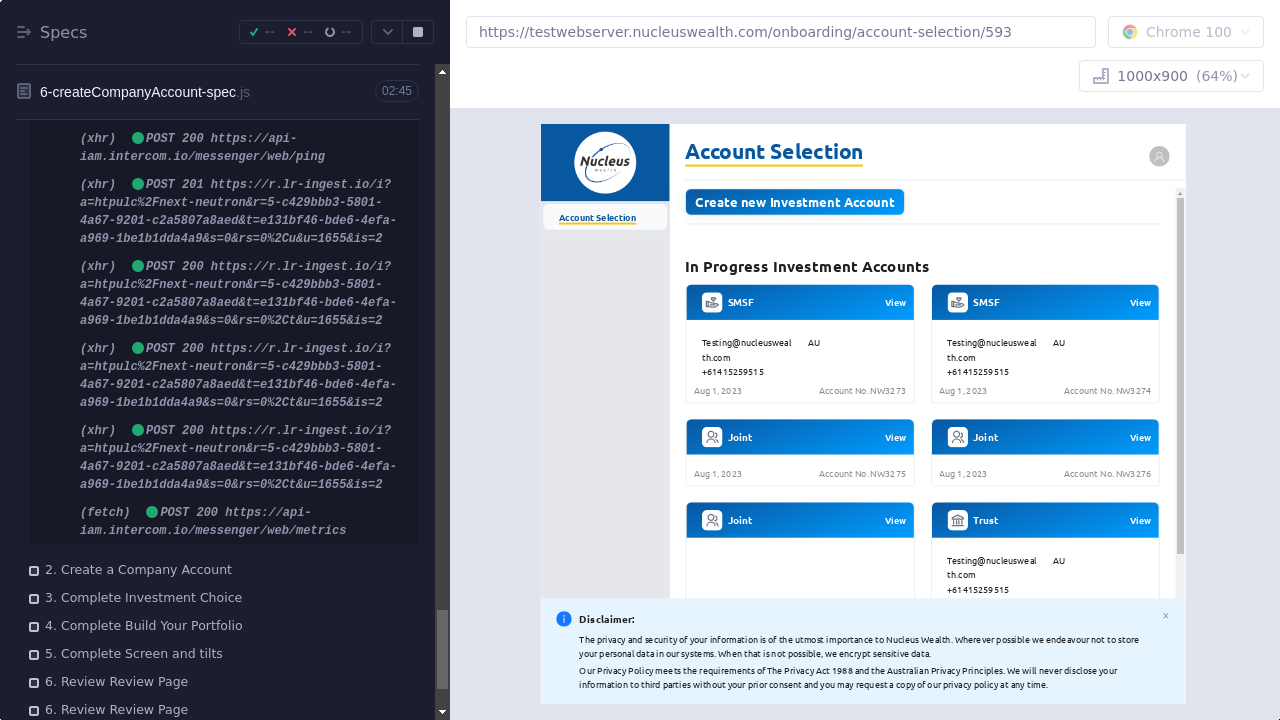 Specs
--
--
--
6-createCompanyAccount-spec.js
02:45
(xhr) POST 200 https://api-
iam.intercom.io/messenger/web/ping
(xhr) POST 201 https://r.lr-ingest.io/i?
a=htpulc%2Fnext-neutron&r=5-c429bbb3-5801-
4a67-9201-c2a5807a8aed&t=e131bf46-bde6-4efa-
a969-1be1b1dda4a9&s=0&rs=0%2Cu&u=1655&is=2
(xhr) POST 200 https://r.lr-ingest.io/i?
a=htpulc%2Fnext-neutron&r=5-c429bbb3-5801-
4a67-9201-c2a5807a8aed&t=e131bf46-bde6-4efa-
a969-1be1b1dda4a9&s=0&rs=0%2Ct&u=1655&is=2
(xhr) POST 200 https://r.lr-ingest.io/i?
a=htpulc%2Fnext-neutron&r=5-c429bbb3-5801-
4a67-9201-c2a5807a8aed&t=e131bf46-bde6-4efa-
a969-1be1b1dda4a9&s=0&rs=0%2Ct&u=1655&is=2
(xhr) POST 200 https://r.lr-ingest.io/i?
a=htpulc%2Fnext-neutron&r=5-c429bbb3-5801-
4a67-9201-c2a5807a8aed&t=e131bf46-bde6-4efa-
a969-1be1b1dda4a9&s=0&rs=0%2Ct&u=1655&is=2
(fetch) POST 200 https://api-
iam.intercom.io/messenger/web/metrics
2. Create a Company Account
3. Complete Investment Choice
4. Complete Build Your Portfolio
5. Complete Screen and tilts
6. Review Review Page
6. Review Review Page
https://testwebserver.nucleuswealth.com/onboarding/account-selection/593
Chrome 100
1000x900 (64%)
Nucleus
Wealth
Account Selection
Account Selection
Create new Investment Account
In Progress Investment Accounts
SMSF View
Testing@nucleusweal AU
th.com
+61415259515
Aug 1, 2023 Account No. NW3273
SMSF View
Testing@nucleusweal AU
th.com
+61415259515
Aug 1, 2023 Account No. NW3274
Joint View
Aug 1, 2023 Account No. NW3275
Joint View
Aug 1, 2023 Account No. NW3276
Joint View
Trust View
Testing@nucleusweal AU
th.com
+61415259515
Disclaimer:
The privacy and security of your information is of the utmost importance to Nucleus Wealth. Wherever possible we endeavour not to store
your personal data in our systems. When that is not possible, we encrypt sensitive data.
Our Privacy Policy meets the requirements of The Privacy Act 1988 and the Australian Privacy Principles. We will never disclose your
information to third parties without your prior consent and you may request a copy of our privacy policy at any time.